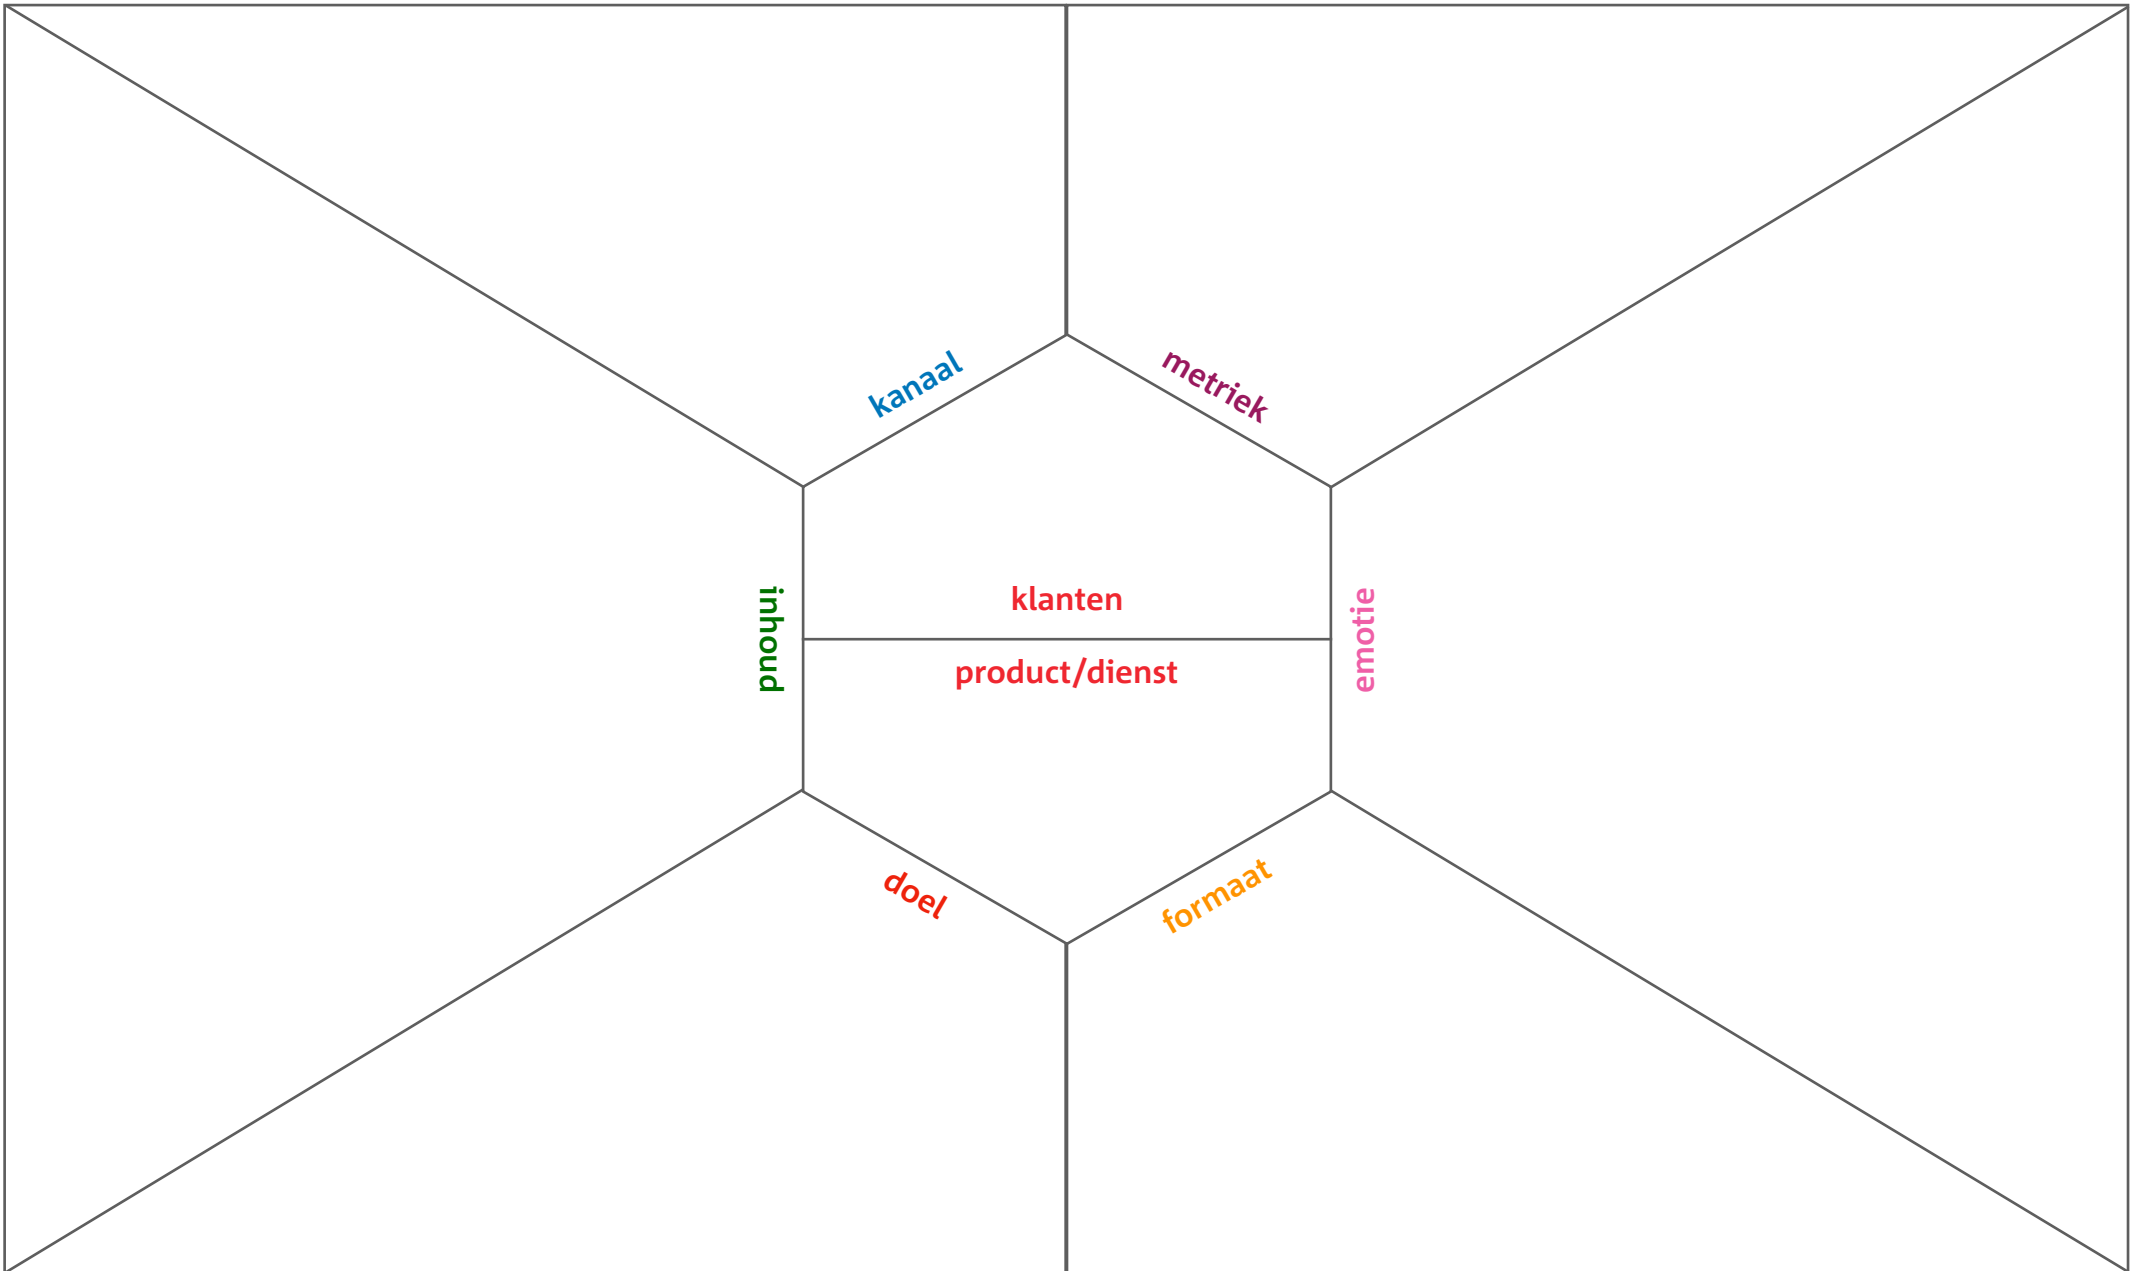 kanaal
metriek
inhoud
klanten
product/dienst
emotie
doel
formaat